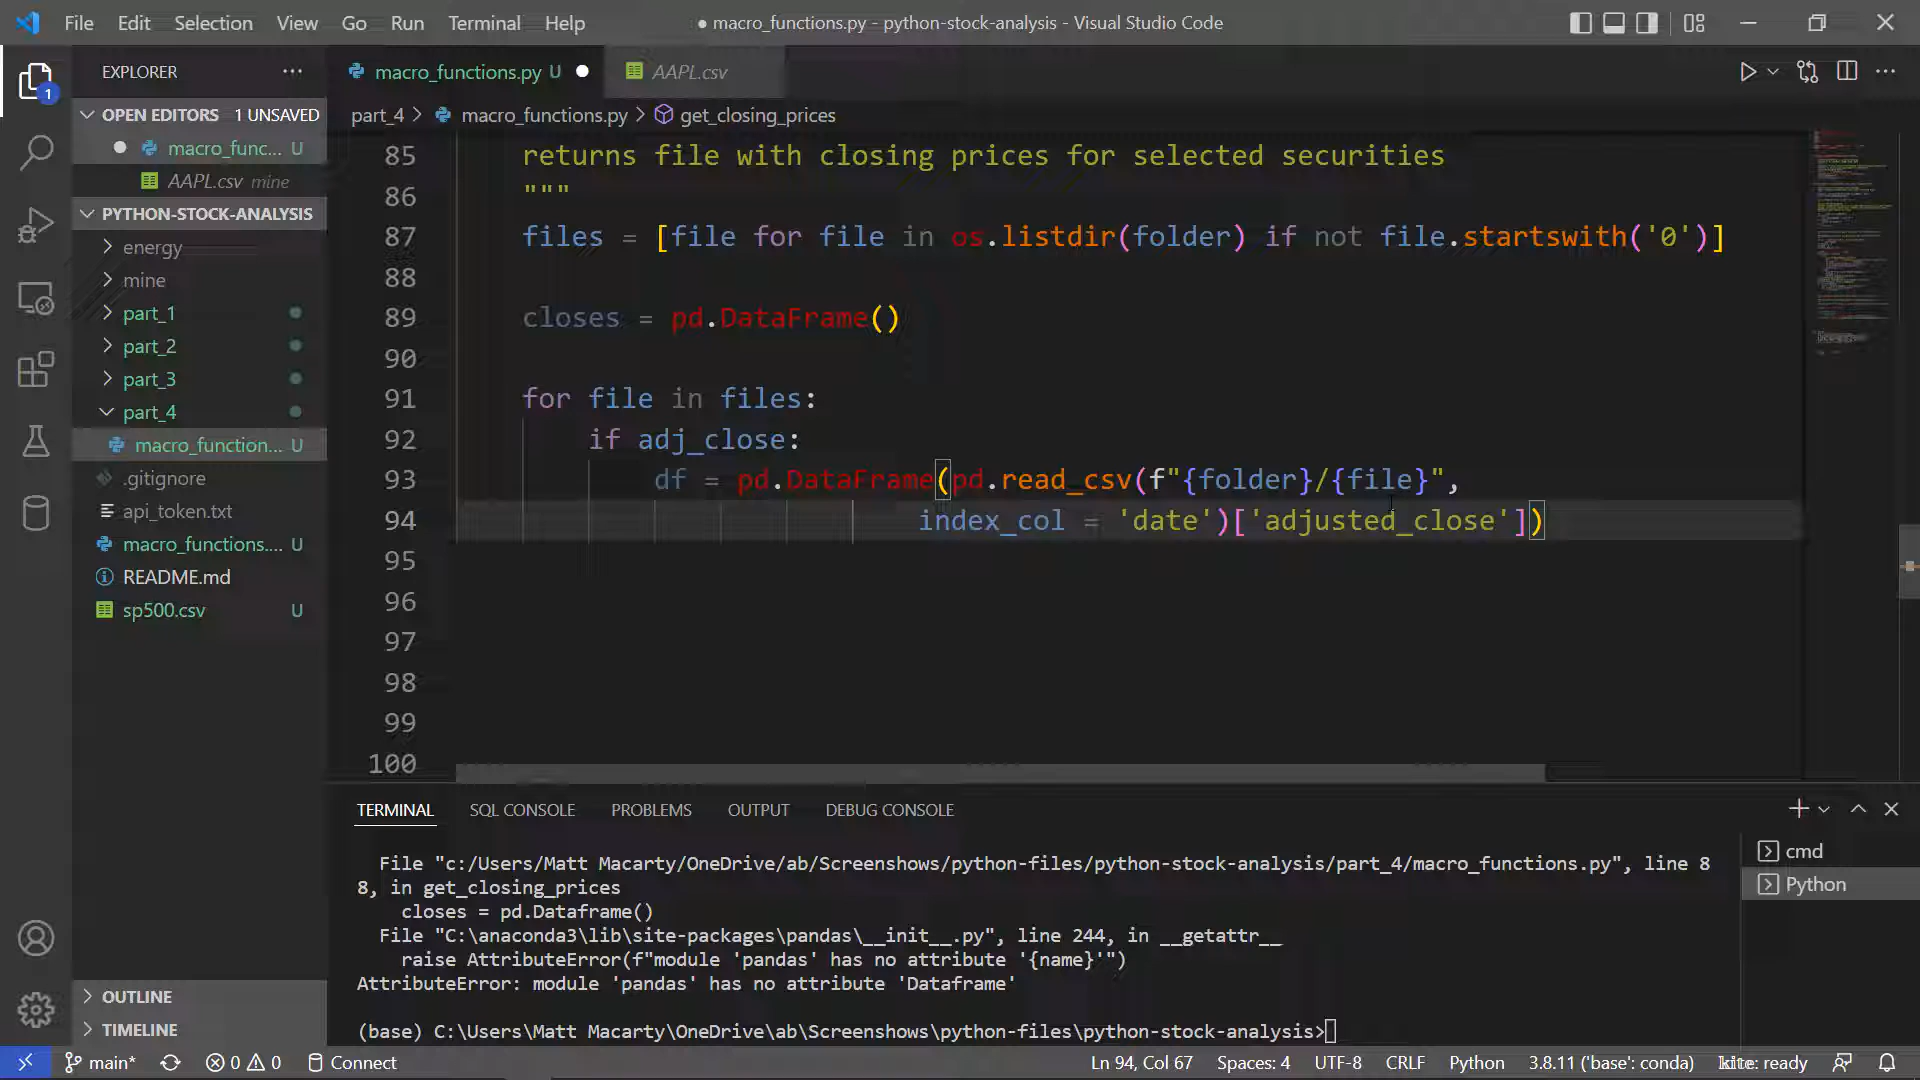 File Edit Selection View Go Run Terminal Help
● macro_functions.py - python-stock-analysis - Visual Studio Code
EXPLORER
macro_functions.py U
AAPL.csv
1
OPEN EDITORS 1 UNSAVED
part_4 > macro_functions.py > get_closing_prices
macro_func... U
AAPL.csv mine
PYTHON-STOCK-ANALYSIS
energy
mine
part_1
part_2
part_3
part_4
macro_function... U
.gitignore
api_token.txt
macro_functions.... U
README.md
sp500.csv U
OUTLINE
TIMELINE
85 returns file with closing prices for selected securities
86 """
87 files = [file for file in os.listdir(folder) if not file.startswith('0')]
88
89 closes = pd.DataFrame()
90
91 for file in files:
92 if adj_close:
93 df = pd.DataFrame(pd.read_csv(f"{folder}/{file}",
94 index_col = 'date')['adjusted_close'])
95
96
97
98
99
100
TERMINAL SQL CONSOLE PROBLEMS OUTPUT DEBUG CONSOLE
File "c:/Users/Matt Macarty/OneDrive/ab/Screenshows/python-files/python-stock-analysis/part_4/macro_functions.py", line 8
8, in get_closing_prices
closes = pd.Dataframe()
File "C:\anaconda3\lib\site-packages\pandas\__init__.py", line 244, in __getattr__
raise AttributeError(f"module 'pandas' has no attribute '{name}'")
AttributeError: module 'pandas' has no attribute 'Dataframe'
(base) C:\Users\Matt Macarty\OneDrive\ab\Screenshows\python-files\python-stock-analysis>
cmd
Python
main* 0 0 Connect
Ln 94, Col 67 Spaces: 4 UTF-8 CRLF Python 3.8.11 ('base': conda) kite: ready